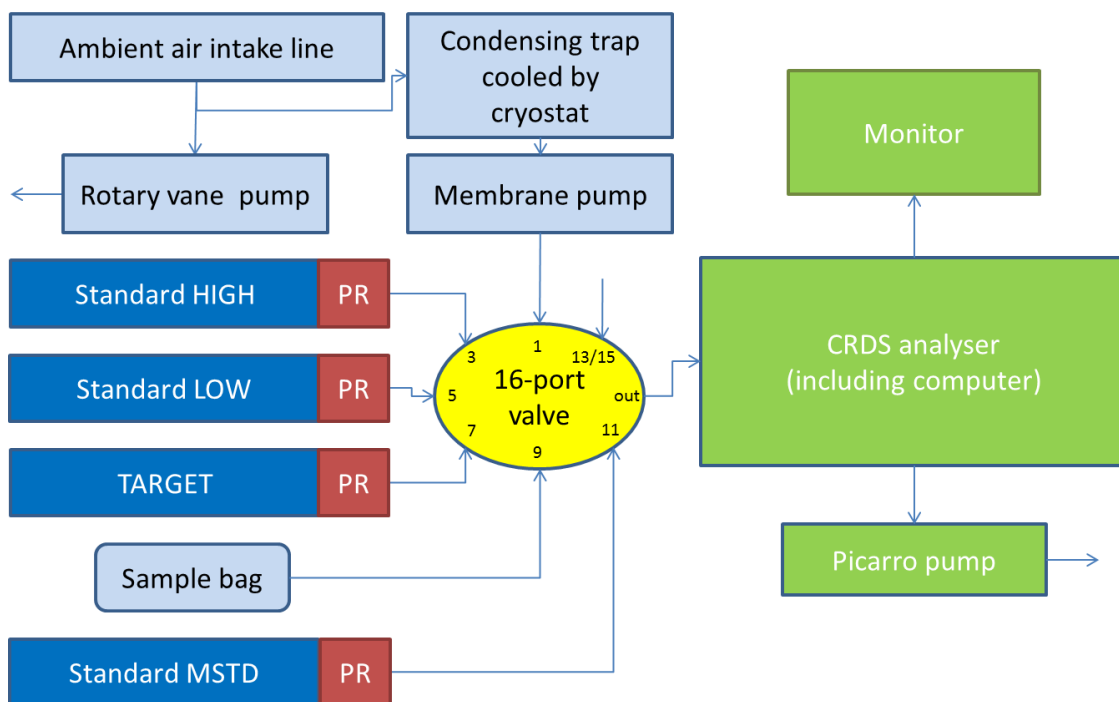 Ambient air intake line
Condensing trap
cooled by
cryostat
Monitor
Rotary vane pump
Membrane pump
Standard HIGH
PR
Standard LOW
PR
TARGET
PR
Sample bag
Standard MSTD
PR
1
3
13/15
16-port
valve
5
out
7
11
9
CRDS analyser
(including computer)
Picarro pump